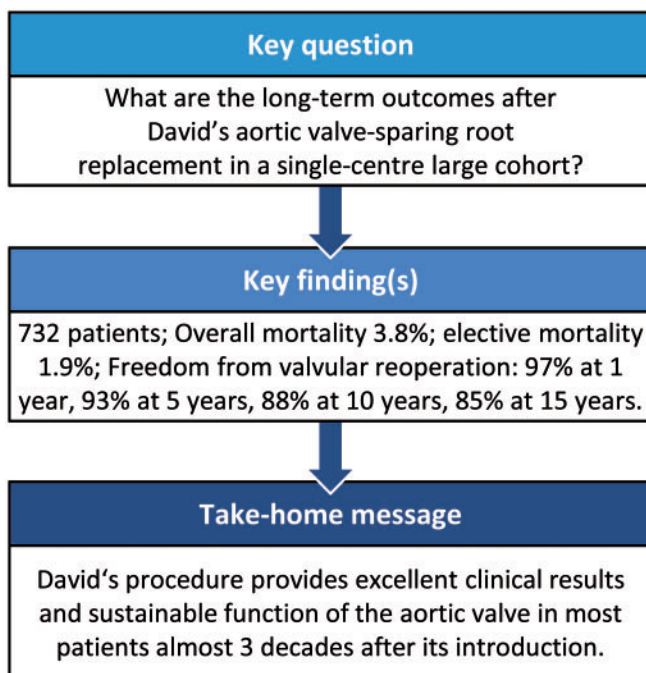 Key question
What are the long-term outcomes after
David's aortic valve-sparing root
replacement in a single-centre large cohort?
Key finding(s)
732 patients; Overall mortality 3.8%; elective mortality
1.9%; Freedom from valvular reoperation: 97% at 1
year, 93% at 5 years, 88% at 10 years, 85% at 15 years.
Take-home message
David‘s procedure provides excellent clinical results
and sustainable function of the aortic valve in most
patients almost 3 decades after its introduction.